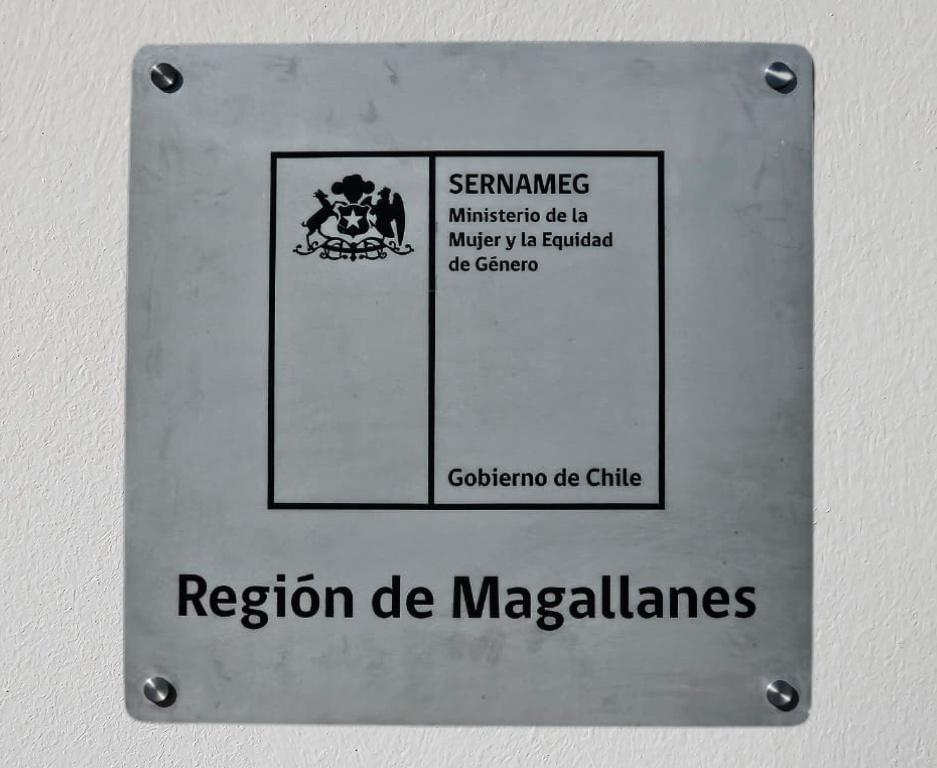 SERNAMEG
Ministerio de la
Mujer y la Equidad
de Género
Gobierno de Chile
Región de Magallanes